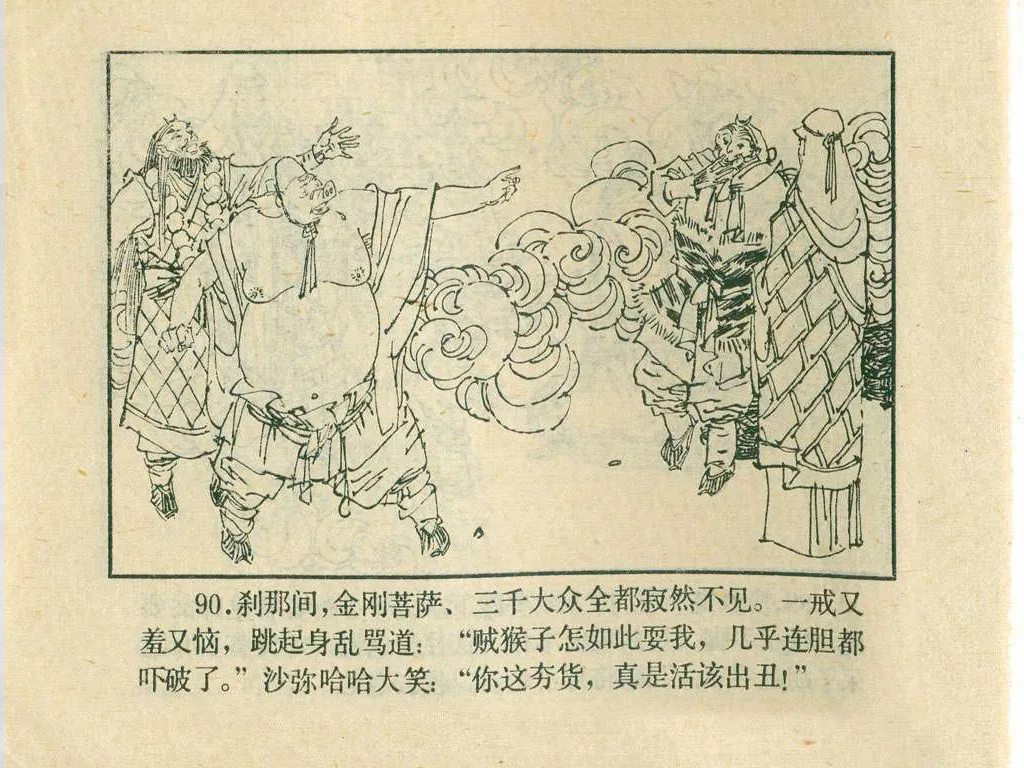 90.刹那间，金刚菩萨、三千大众全都寂然不见。一戒又
羞又恼，跳起身乱骂道：“贼猴子怎如此耍我，几乎连胆都
吓破了。”沙弥哈哈大笑：“你这夯货，真是活该出丑！”